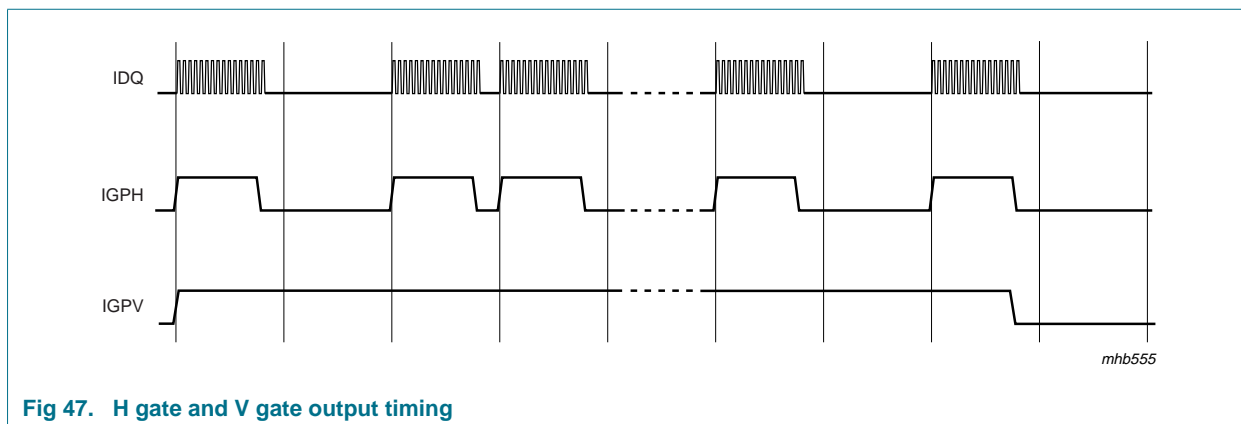 IDQ
IGPH
IGPV
mhb555
Fig 47. H gate and V gate output timing